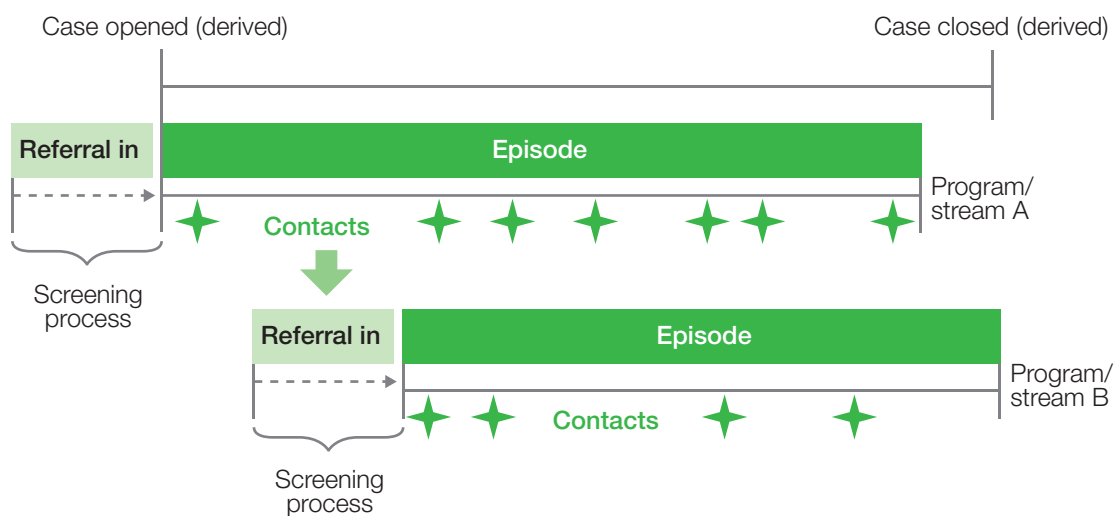 Case opened (derived)
Case closed (derived)
Referral in
Episode
Program/
stream A
Contacts
Screening
process
Referral in
Episode
Program/
stream B
Contacts
Screening
process